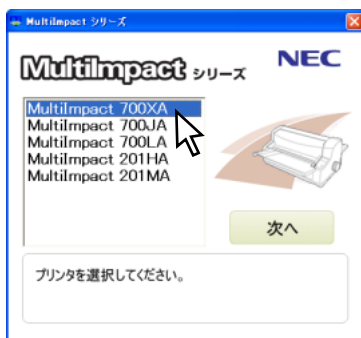 MultiImpact シリーズ
MultiImpact シリーズ NEC
MultiImpact 700XA
MultiImpact 700JA
MultiImpact 700LA
MultiImpact 201HA
MultiImpact 201MA
次へ
プリンタを選択してください。